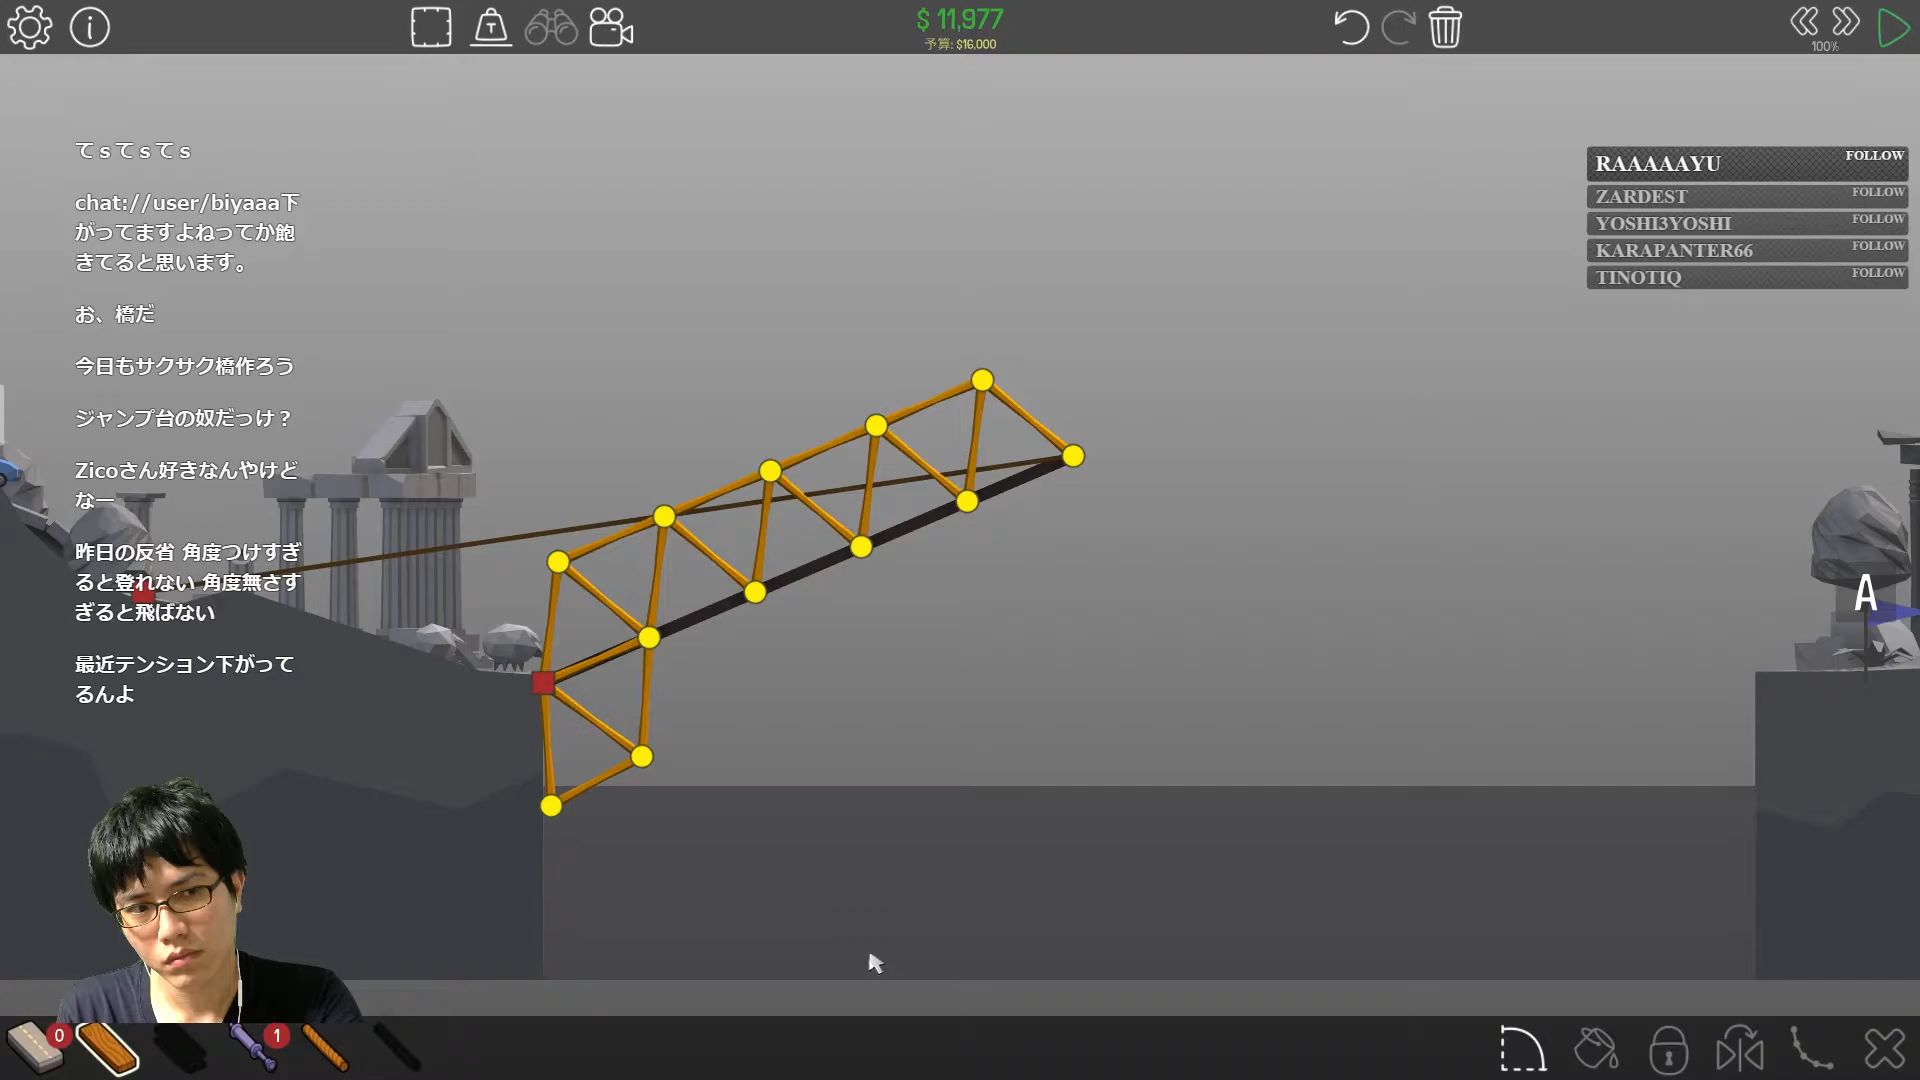 $ 11,977
予算: $16,000
100%
てｓてｓてｓ
chat://user/biyaaa下
がってますよねってか飽
きてると思います。
お、橋だ
今日もサクサク橋作ろう
ジャンプ台の奴だっけ？
Zicoさん好きなんやけど
なー
昨日の反省 角度つけすぎ
ると登れない 角度無さす
ぎると飛ばない
最近テンション下がって
るんよ
RAAAAAYU FOLLOW
ZARDEST FOLLOW
YOSHI3YOSHI FOLLOW
KARAPANTER66 FOLLOW
TINOTIQ FOLLOW
A
0
1